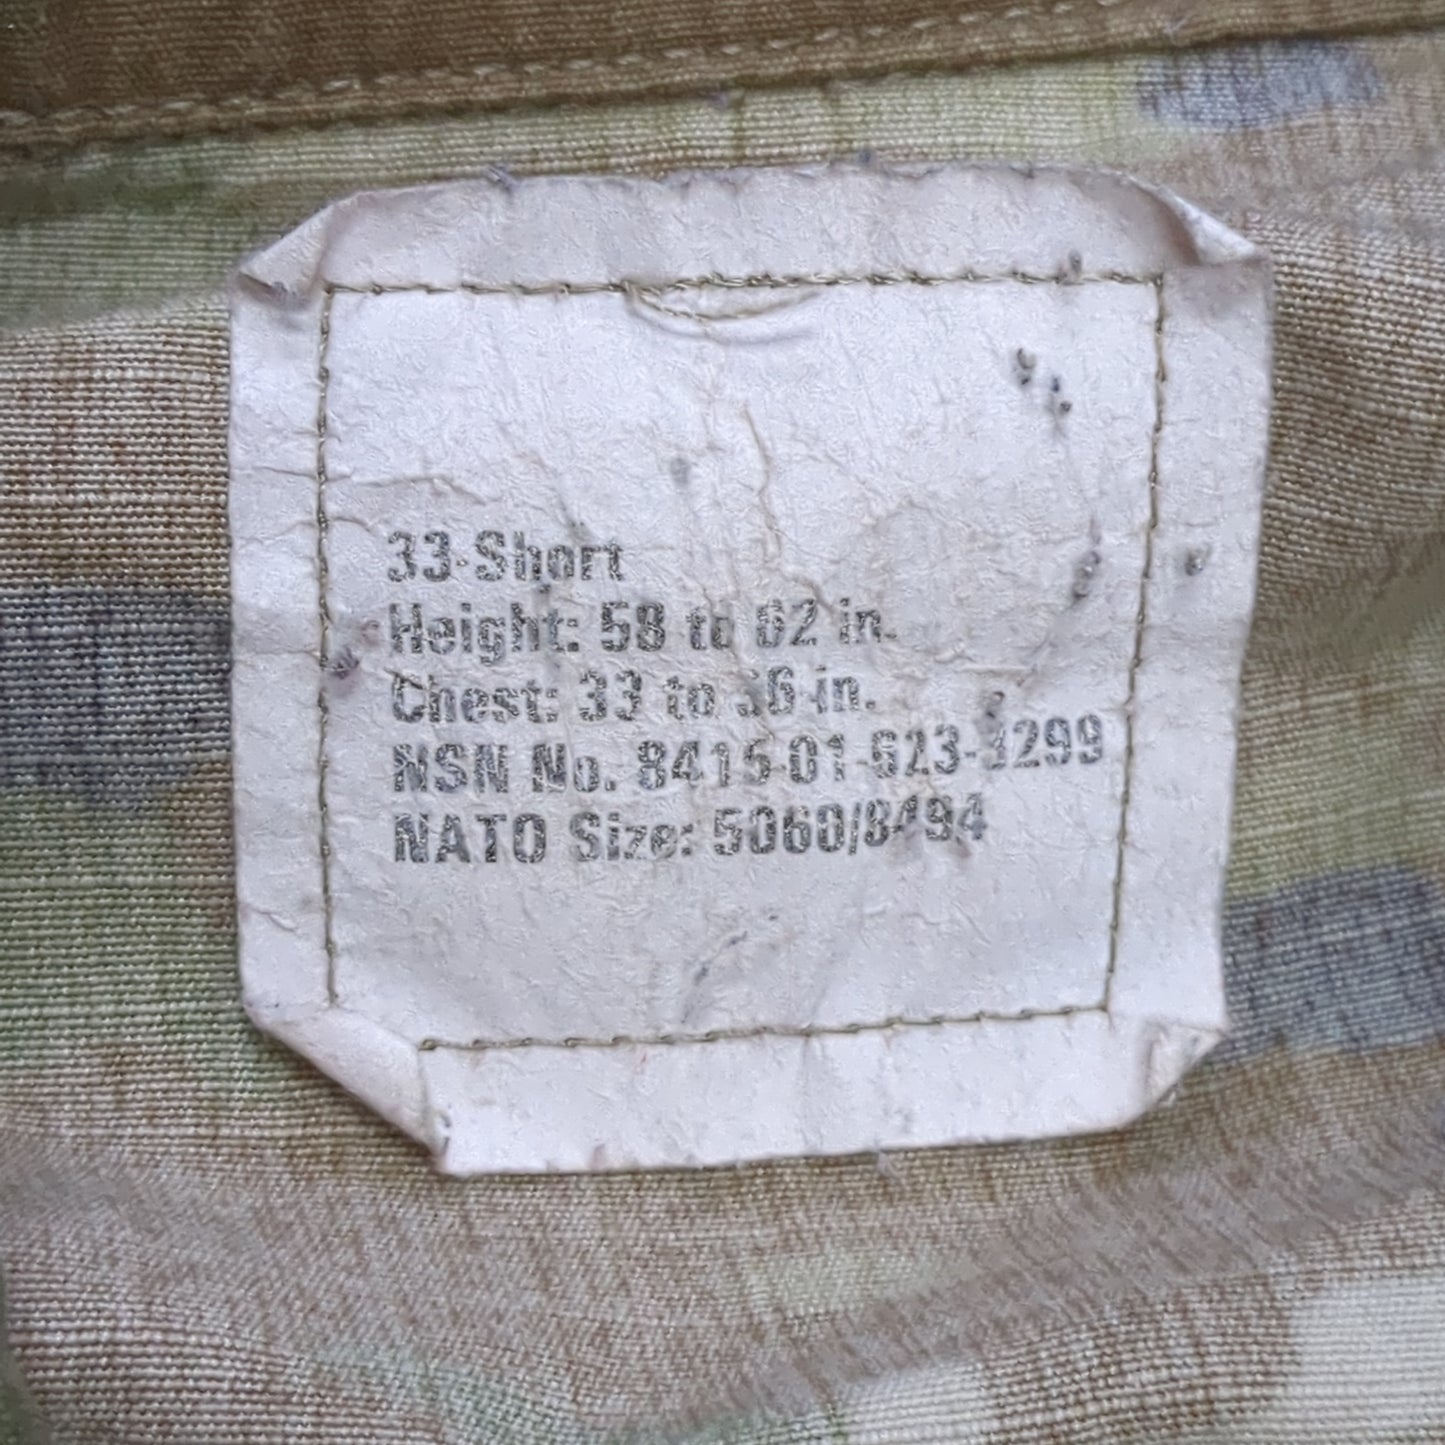 33-Short
Height: 58 to 62 in.
Chest: 33 to 36 in.
NSN No. 8415-01-623-3299
NATO Size: 5060/8494